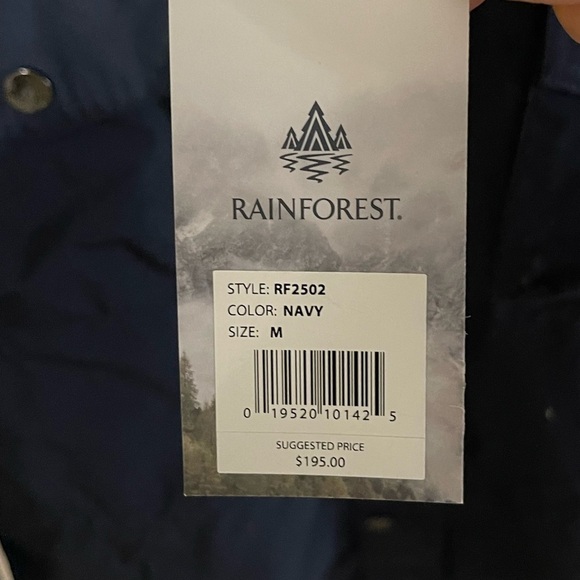 RAINFOREST.
STYLE: RF2502
COLOR: NAVY
SIZE: M
0 19520 10142 5
SUGGESTED PRICE
$195.00